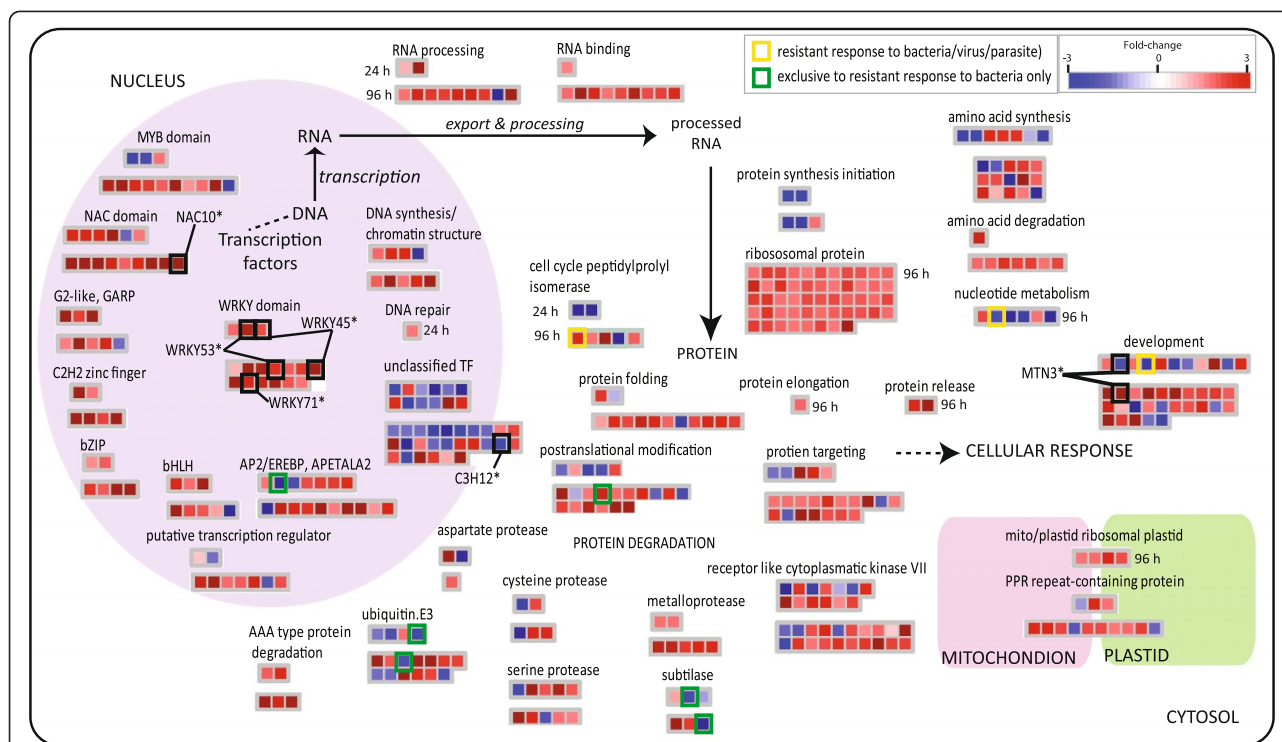 RNA processing
24 h
96 h
RNA binding
resistant response to bacteria/virus/parasite)
exclusive to resistant response to bacteria only
Fold-change
-3
0
3
NUCLEUS
MYB domain
RNA
export & processing
processed
RNA
transcription
DNA
Transcription
factors
NAC domain
NAC10*
DNA synthesis/
chromatin structure
G2-like, GARP
WRKY domain
WRKY45*
WRKY53*
WRKY71*
DNA repair
24 h
C2H2 zinc finger
unclassified TF
C3H12*
bZIP
bHLH
AP2/EREBP, APETALA2
putative transcription regulator
amino acid synthesis
protein synthesis initiation
amino acid degradation
ribososomal protein
96 h
cell cycle peptidylprolyl
isomerase
24 h
96 h
nucleotide metabolism
96 h
PROTEIN
development
MTN3*
protein folding
protein elongation
96 h
protein release
96 h
postranslational modification
protien targeting
CELLULAR RESPONSE
aspartate protease
PROTEIN DEGRADATION
cysteine protease
receptor like cytoplasmatic kinase VII
metalloprotease
ubiquitin.E3
AAA type protein
degradation
serine protease
subtilase
mito/plastid ribosomal plastid
96 h
PPR repeat-containing protein
MITOCHONDION
PLASTID
CYTOSOL